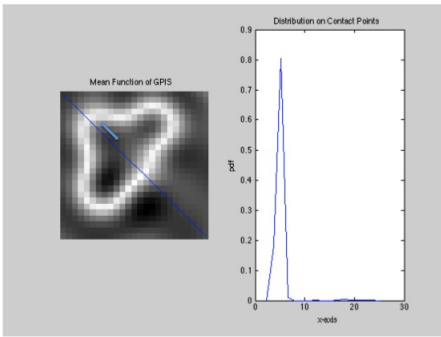 Mean Function of GPIS
Distribution on Contact Points
0.9
0.8
0.7
0.6
0.5
0.4
0.3
0.2
0.1
0
pdf
0 10 20 30
x-axis